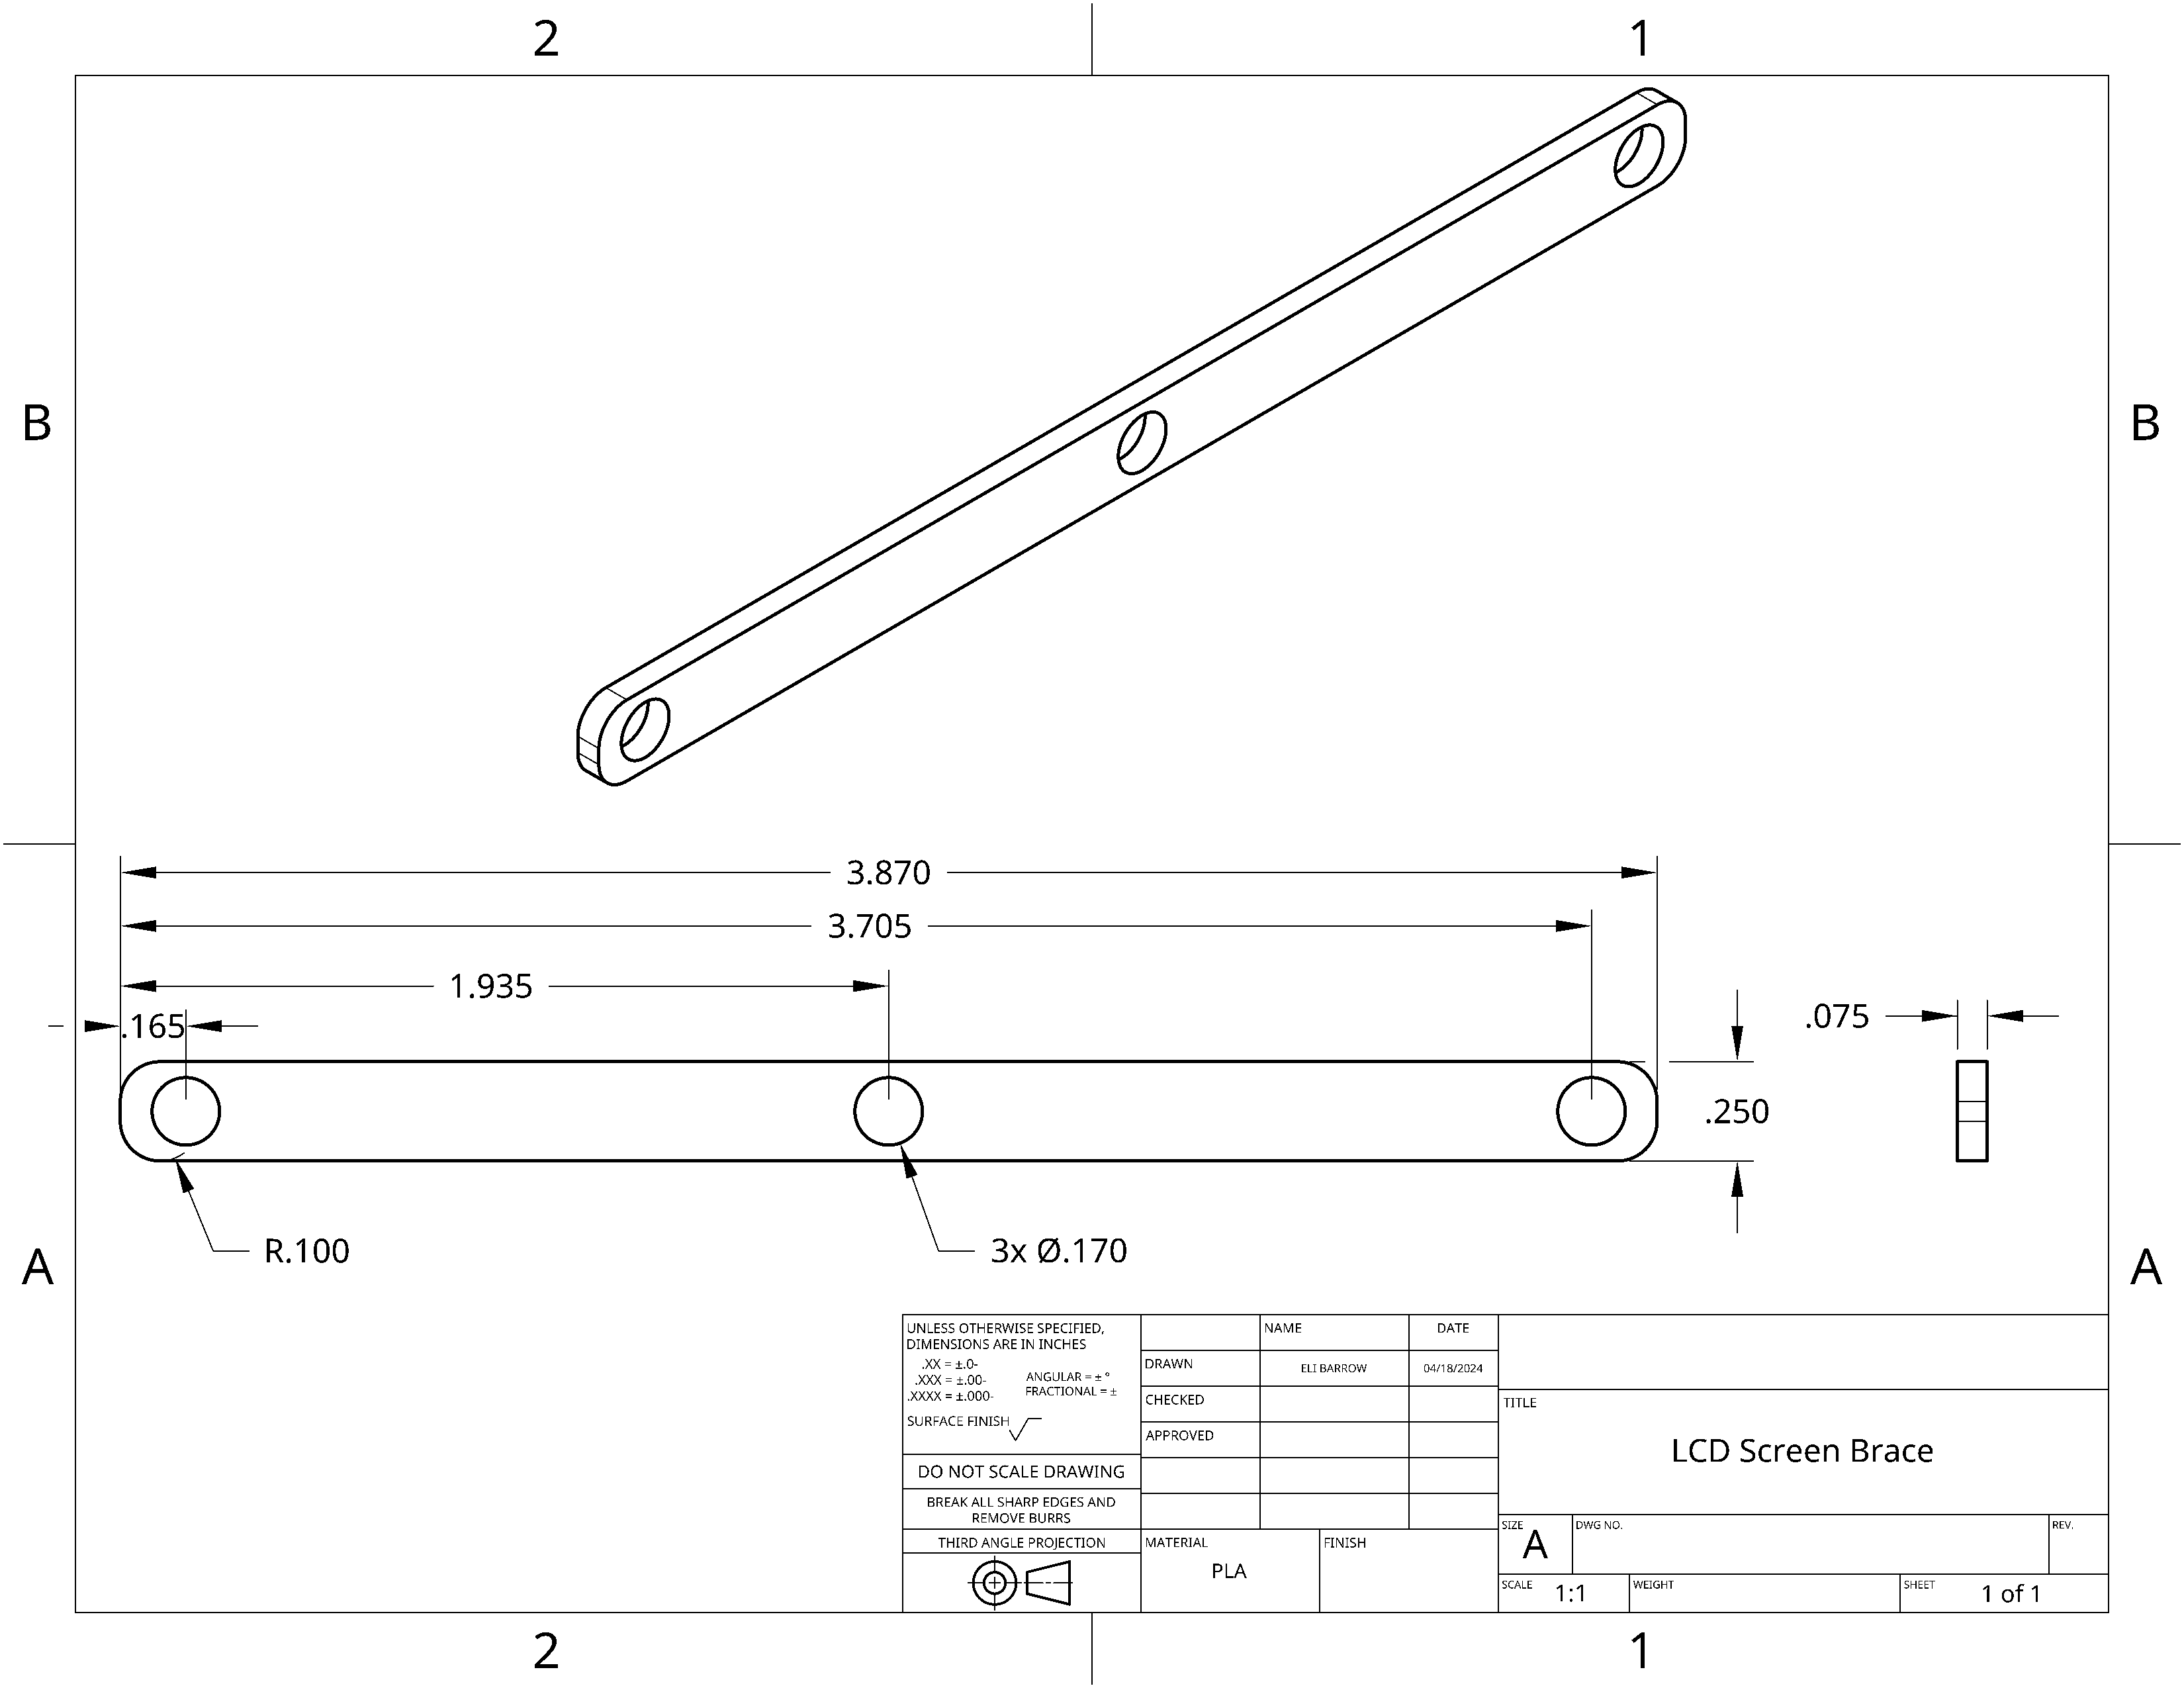 2 1
B B
3.870
3.705
1.935
.165
.075
.250
R.100
3x Ø.170
A A
UNLESS OTHERWISE SPECIFIED,
DIMENSIONS ARE IN INCHES
.XX = ±.0-
.XXX = ±.00-
.XXXX = ±.000-
ANGULAR = ± °
FRACTIONAL = ±
SURFACE FINISH
DO NOT SCALE DRAWING
BREAK ALL SHARP EDGES AND
REMOVE BURRS
THIRD ANGLE PROJECTION
NAME DATE
DRAWN ELI BARROW 04/18/2024
CHECKED
APPROVED
MATERIAL
PLA
FINISH
TITLE
LCD Screen Brace
SIZE
A
DWG NO.
REV.
SCALE 1:1
WEIGHT
SHEET 1 of 1
2 1